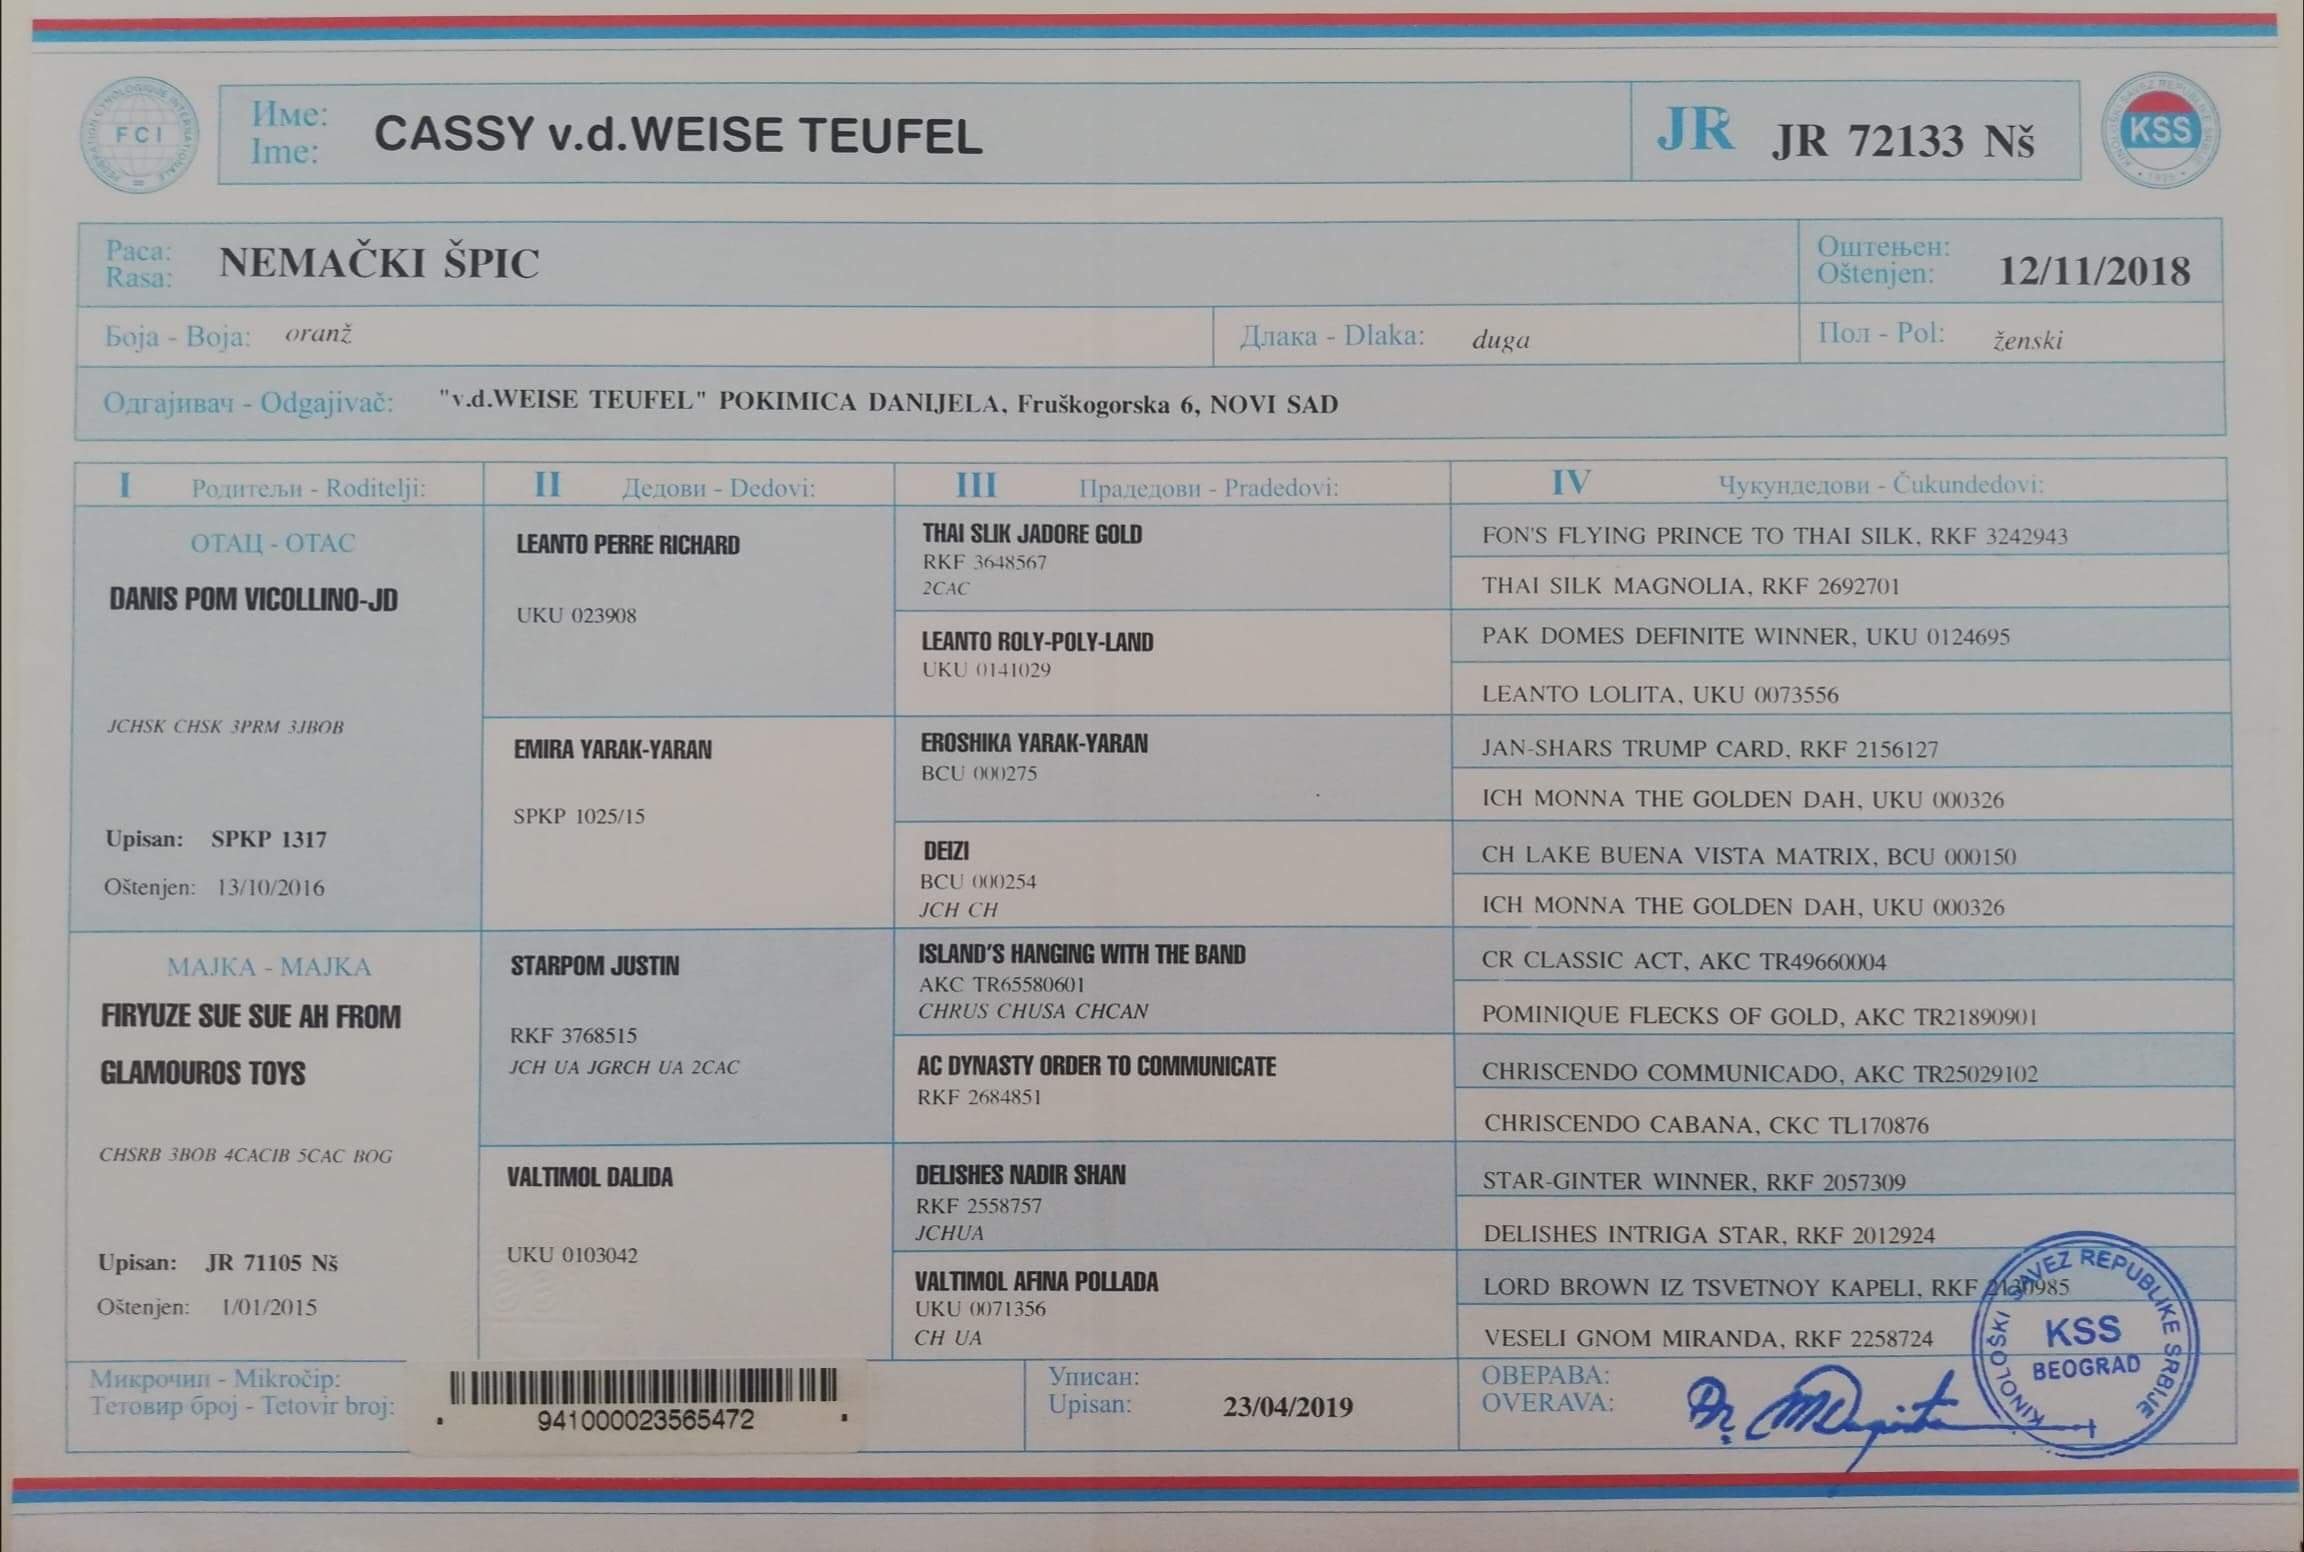 FEDERATION CYNOLOGIQUE INTERNATIONALE
FCI
Име:
Ime:
CASSY v.d.WEISE TEUFEL
JR JR 72133 Nš
KSS
Раса:
Rasa:
NEMAČKI ŠPIC
Оштењен:
Oštenjen:
12/11/2018
Боја - Boja: oranž
Длака - Dlaka: duga
Пол - Pol: ženski
Одгајивач - Odgajivač: "v.d.WEISE TEUFEL" POKIMICA DANIJELA, Fruškogorska 6, NOVI SAD
I Родитељи - Roditelji:
II Дедови - Dedovi:
III Прадедови - Pradedovi:
IV Чукундедови - Čukundedovi:
ОТАЦ - OTAC
DANIS POM VICOLLINO-JD
JCHSK CHSK 3PRM 3JBOB
Upisan: SPKP 1317
Oštenjen: 13/10/2016
МАЈКА - MAJKA
FIRYUZE SUE SUE AH FROM
GLAMOUROS TOYS
CHSRB 3BOB 4CACIB 5CAC BOG
Upisan: JR 71105 Nš
Oštenjen: 1/01/2015
LEANTO PERRE RICHARD
UKU 023908
EMIRA YARAK-YARAN
SPKP 1025/15
STARPOM JUSTIN
RKF 3768515
JCH UA JGRCH UA 2CAC
VALTIMOL DALIDA
UKU 0103042
THAI SLIK JADORE GOLD
RKF 3648567
2CAC
LEANTO ROLY-POLY-LAND
UKU 0141029
EROSHIKA YARAK-YARAN
BCU 000275
DEIZI
BCU 000254
JCH CH
ISLAND'S HANGING WITH THE BAND
AKC TR65580601
CHRUS CHUSA CHCAN
AC DYNASTY ORDER TO COMMUNICATE
RKF 2684851
DELISHES NADIR SHAN
RKF 2558757
JCHUA
VALTIMOL AFINA POLLADA
UKU 0071356
CH UA
FON'S FLYING PRINCE TO THAI SILK, RKF 3242943
THAI SILK MAGNOLIA, RKF 2692701
PAK DOMES DEFINITE WINNER, UKU 0124695
LEANTO LOLITA, UKU 0073556
JAN-SHARS TRUMP CARD, RKF 2156127
ICH MONNA THE GOLDEN DAH, UKU 000326
CH LAKE BUENA VISTA MATRIX, BCU 000150
ICH MONNA THE GOLDEN DAH, UKU 000326
CR CLASSIC ACT, AKC TR49660004
POMINIQUE FLECKS OF GOLD, AKC TR21890901
CHRISCENDO COMMUNICADO, AKC TR25029102
CHRISCENDO CABANA, CKC TL170876
STAR-GINTER WINNER, RKF 2057309
DELISHES INTRIGA STAR, RKF 2012924
LORD BROWN IZ TSVETNOY KAPELI, RKF 2130985
VESELI GNOM MIRANDA, RKF 2258724
Микрочип - Mikročip:
Тетовир број - Tetovir broj:
941000023565472
Уписан:
Upisan:
23/04/2019
ОВЕРАВА:
OVERAVA:
KINOLOŠKI SAVEZ REPUBLIKE SRBIJE
KSS
BEOGRAD